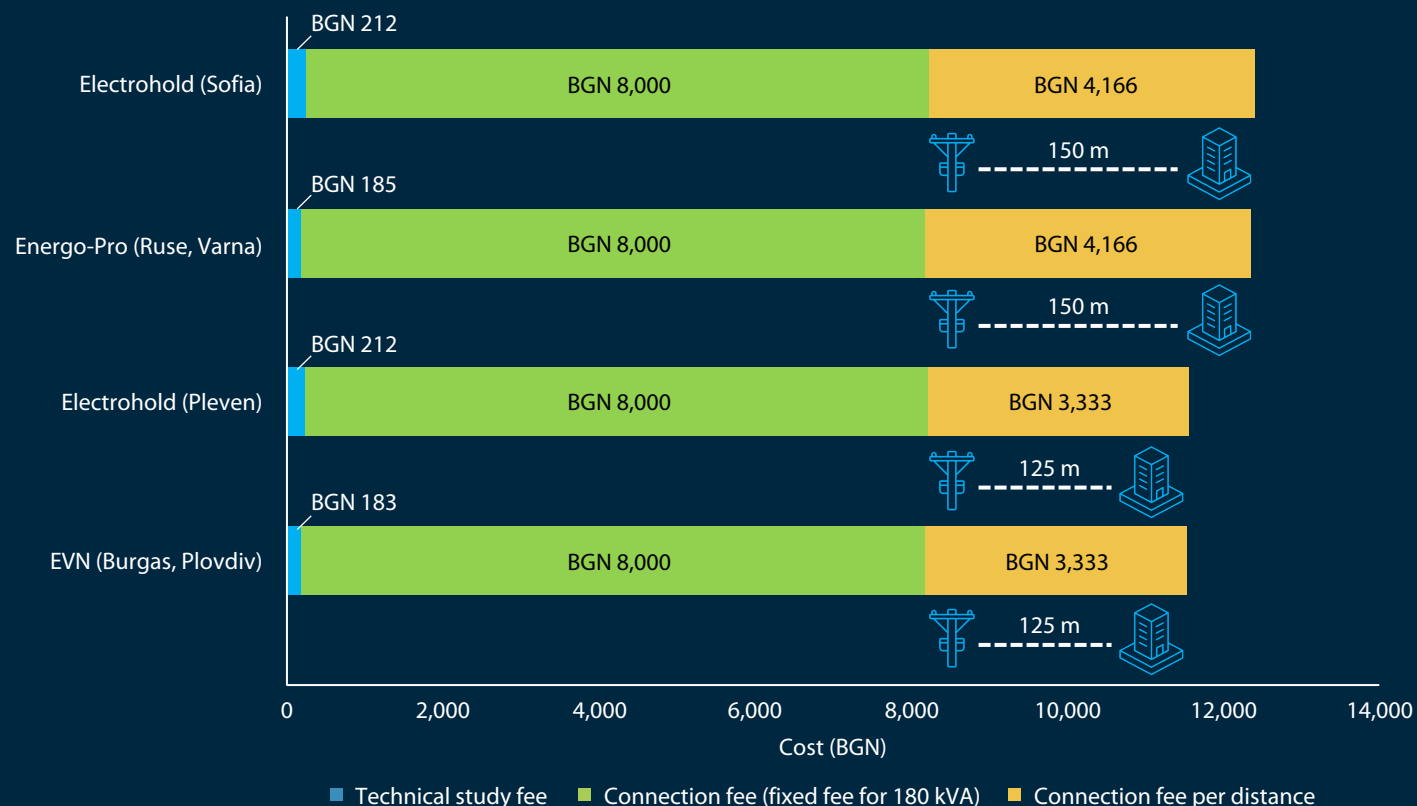 BGN 212
Electrohold (Sofia)
BGN 8,000
BGN 4,166
150 m
BGN 185
Energo-Pro (Ruse, Varna)
BGN 8,000
BGN 4,166
150 m
BGN 212
Electrohold (Pleven)
BGN 8,000
BGN 3,333
125 m
BGN 183
EVN (Burgas, Plovdiv)
BGN 8,000
BGN 3,333
125 m
0 2,000 4,000 6,000 8,000 10,000 12,000 14,000
Cost (BGN)
Technical study fee Connection fee (fixed fee for 180 kVA) Connection fee per distance